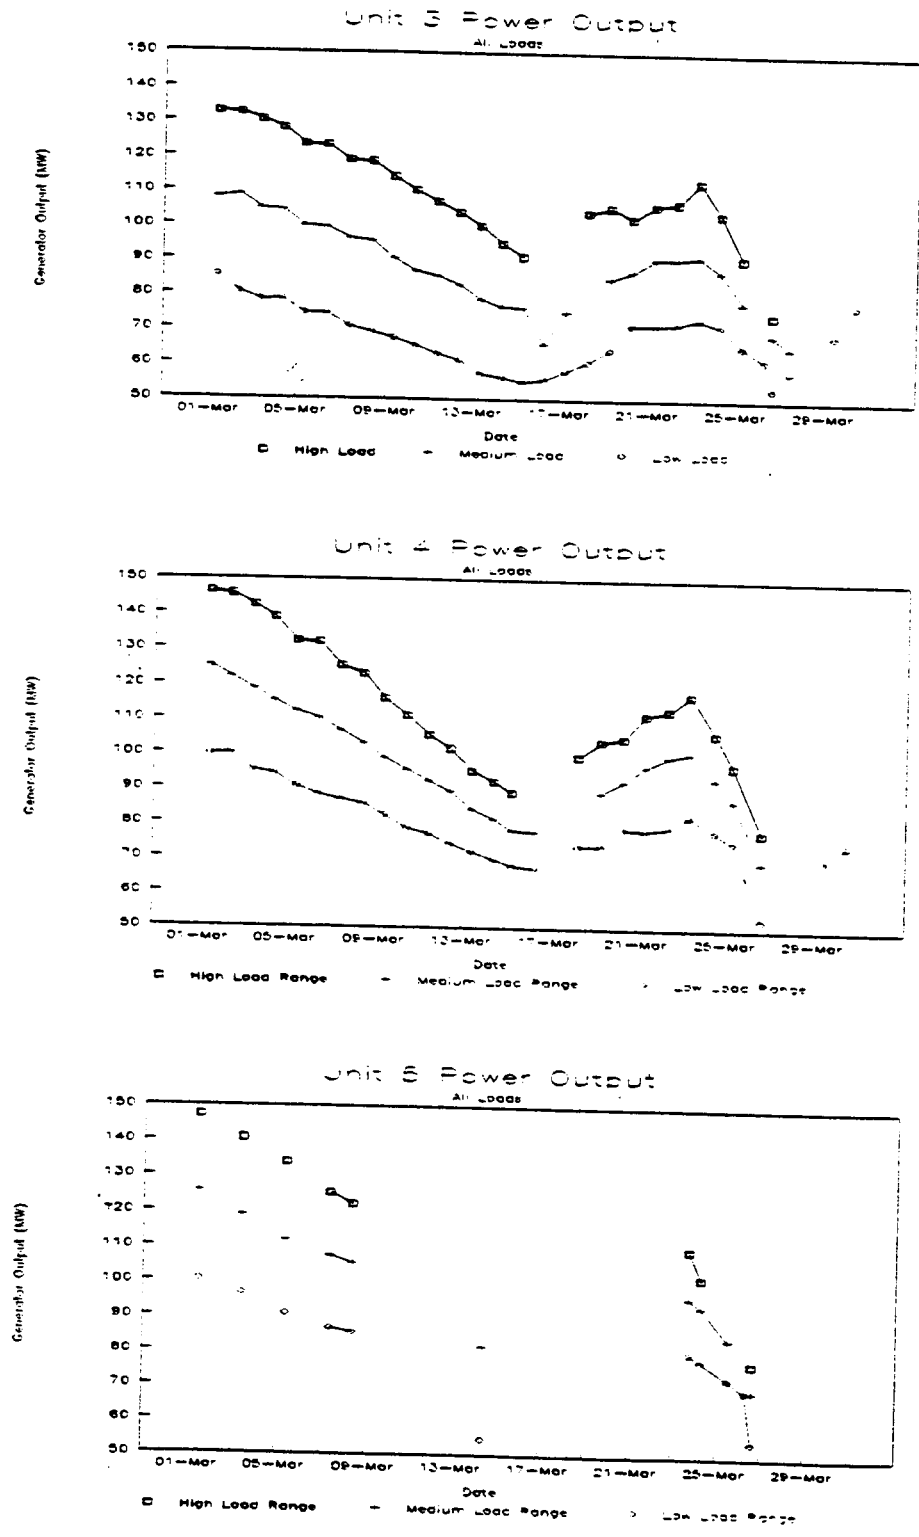 Unit 3 Power Output
All Loads
150
140
130
120
110
100
90
80
70
60
50
Generator Output (MW)
01-Mar 05-Mar 09-Mar 13-Mar 17-Mar 21-Mar 25-Mar 29-Mar
Date
High Load Medium Load Low Load
Unit 4 Power Output
All Loads
150
140
130
120
110
100
90
80
70
60
50
Generator Output (MW)
01-Mar 05-Mar 09-Mar 13-Mar 17-Mar 21-Mar 25-Mar 29-Mar
Date
High Load Range Medium Load Range Low Load Range
Unit 5 Power Output
All Loads
150
140
130
120
110
100
90
80
70
60
50
Generator Output (MW)
01-Mar 05-Mar 09-Mar 13-Mar 17-Mar 21-Mar 25-Mar 29-Mar
Date
High Load Range Medium Load Range Low Load Range